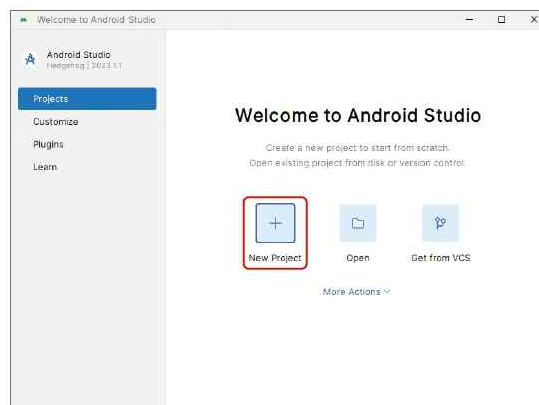 Welcome to Android Studio
Android Studio
Hedgehog | 2023.1.1
Projects
Customize
Plugins
Learn
Welcome to Android Studio
Create a new project to start from scratch.
Open existing project from disk or version control.
New Project
Open
Get from VCS
More Actions